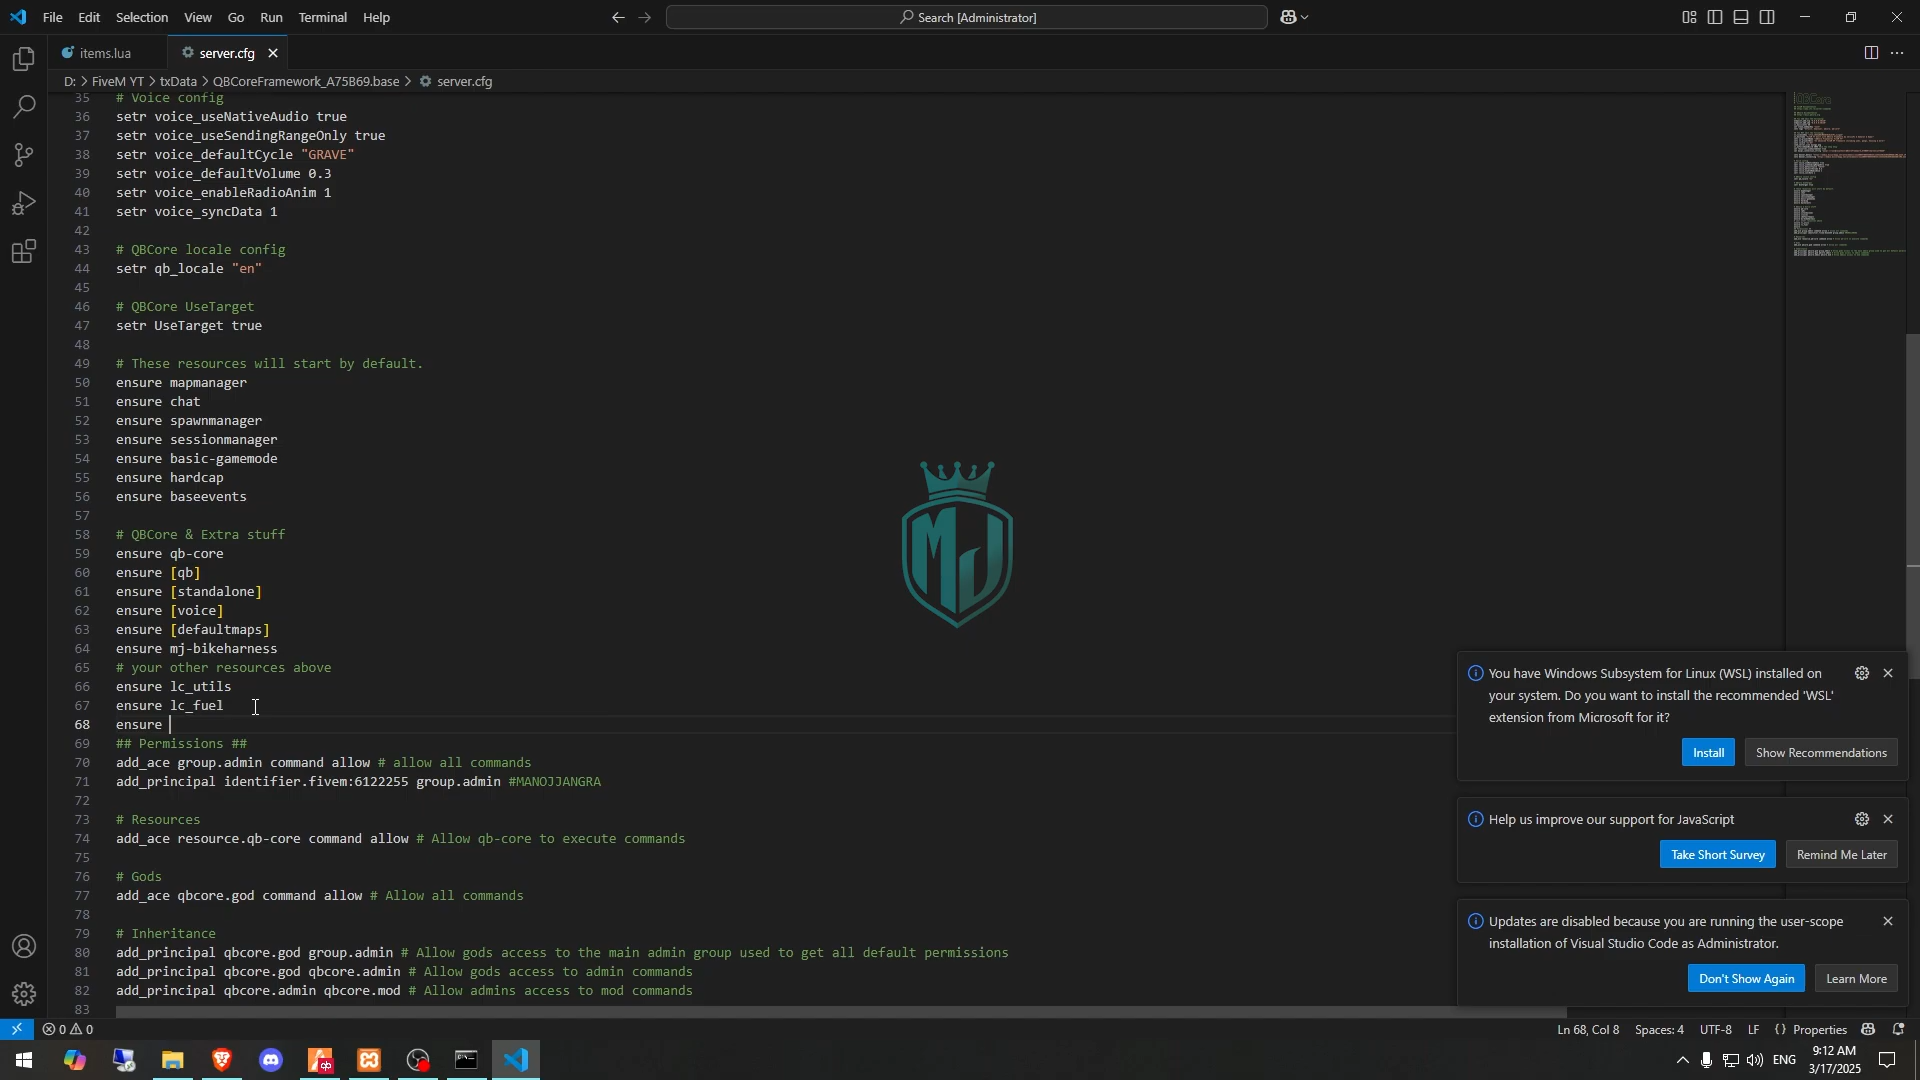 File Edit Selection View Go Run Terminal Help
Search [Administrator]
items.lua
server.cfg
D: > FiveM YT > txData > QBCoreFramework_A75B69.base > server.cfg
35 # Voice config
36 setr voice_useNativeAudio true
37 setr voice_useSendingRangeOnly true
38 setr voice_defaultCycle "GRAVE"
39 setr voice_defaultVolume 0.3
40 setr voice_enableRadioAnim 1
41 setr voice_syncData 1
42
43 # QBCore locale config
44 setr qb_locale "en"
45
46 # QBCore UseTarget
47 setr UseTarget true
48
49 # These resources will start by default.
50 ensure mapmanager
51 ensure chat
52 ensure spawnmanager
53 ensure sessionmanager
54 ensure basic-gamemode
55 ensure hardcap
56 ensure baseevents
57
58 # QBCore & Extra stuff
59 ensure qb-core
60 ensure [qb]
61 ensure [standalone]
62 ensure [voice]
63 ensure [defaultmaps]
64 ensure mj-bikeharness
65 # your other resources above
66 ensure lc_utils
67 ensure lc_fuel
68 ensure
69 ## Permissions ##
70 add_ace group.admin command allow # allow all commands
71 add_principal identifier.fivem:6122255 group.admin #MANOJJANGRA
72
73 # Resources
74 add_ace resource.qb-core command allow # Allow qb-core to execute commands
75
76 # Gods
77 add_ace qbcore.god command allow # Allow all commands
78
79 # Inheritance
80 add_principal qbcore.god group.admin # Allow gods access to the main admin group used to get all default permissions
81 add_principal qbcore.god qbcore.admin # Allow gods access to admin commands
82 add_principal qbcore.admin qbcore.mod # Allow admins access to mod commands
83
MJ
You have Windows Subsystem for Linux (WSL) installed on
your system. Do you want to install the recommended 'WSL'
extension from Microsoft for it?
Install
Show Recommendations
Help us improve our support for JavaScript
Take Short Survey
Remind Me Later
Updates are disabled because you are running the user-scope
installation of Visual Studio Code as Administrator.
Don't Show Again
Learn More
0 0
Ln 68, Col 8
Spaces: 4
UTF-8
LF
{ } Properties
ENG
9:12 AM
3/17/2025